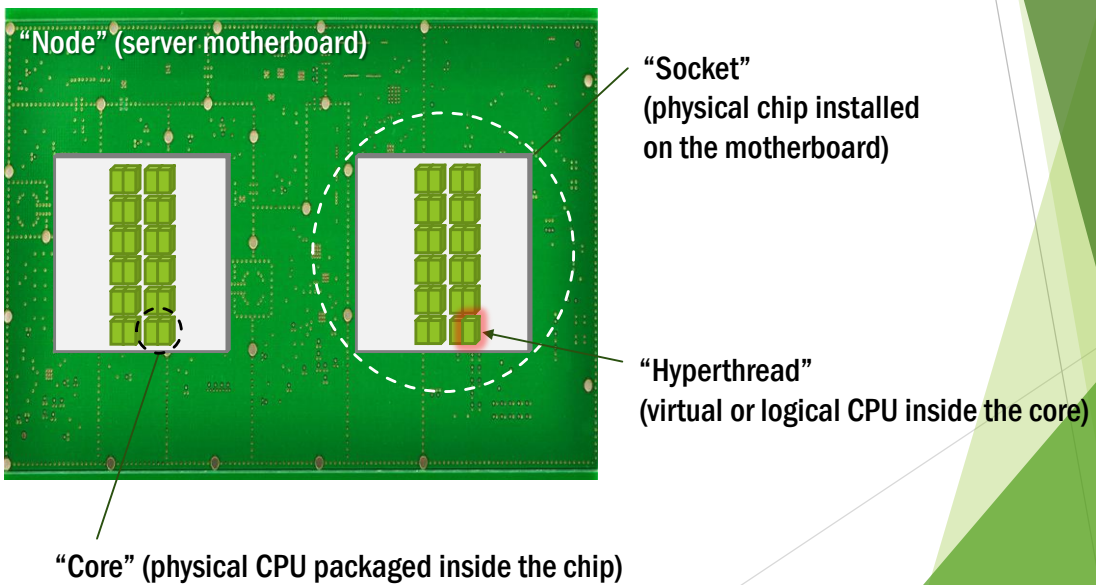 “Node” (server motherboard)
“Socket”
(physical chip installed
on the motherboard)
“Hyperthread”
(virtual or logical CPU inside the core)
“Core” (physical CPU packaged inside the chip)